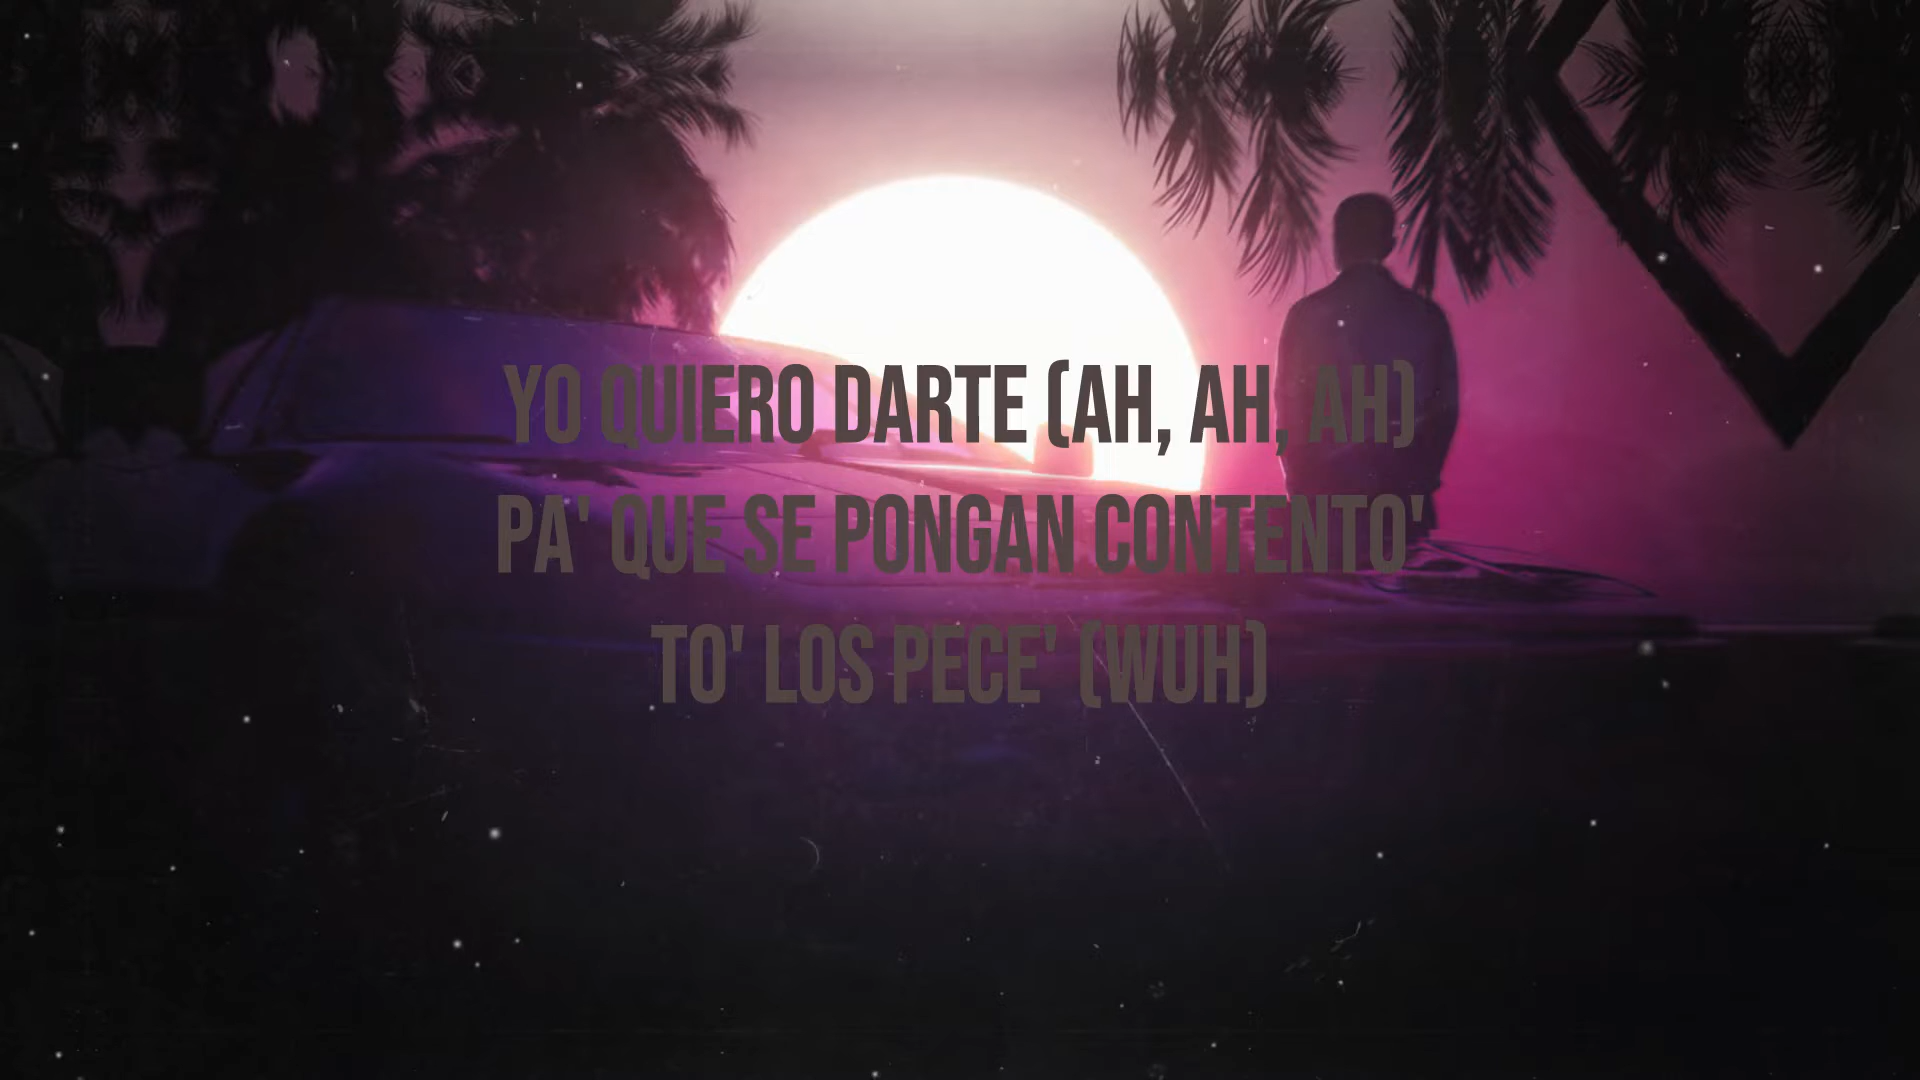 YO QUIERO DARTE (AH, AH, AH)
PA' QUE SE PONGAN CONTENTO'
TO' LOS PECE' (WUH)